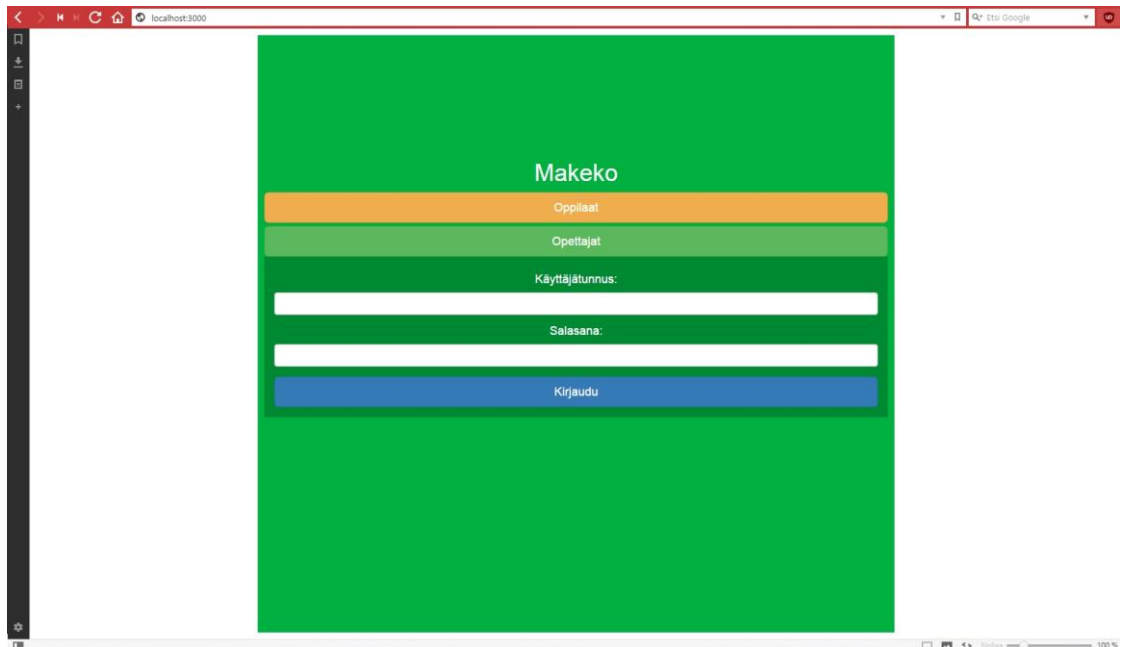 localhost:3000
Etsi Google
Makeko
Oppilaat
Opettajat
Käyttäjätunnus:
Salasana:
Kirjaudu
100 %